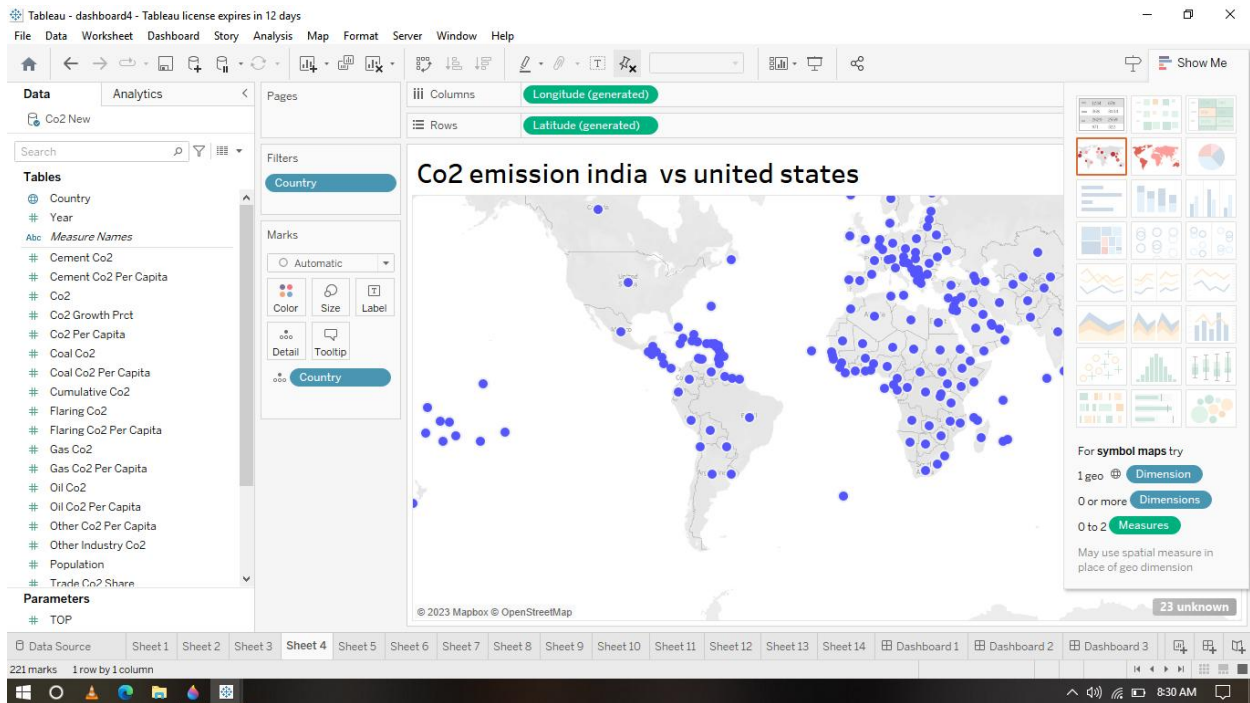 Tableau - dashboard4 - Tableau license expires in 12 days
File Data Worksheet Dashboard Story Analysis Map Format Server Window Help
Show Me
Data Analytics
Co2 New
Search
Tables
Country
Year
Abc Measure Names
Cement Co2
Cement Co2 Per Capita
Co2
Co2 Growth Prct
Co2 Per Capita
Coal Co2
Coal Co2 Per Capita
Cumulative Co2
Flaring Co2
Flaring Co2 Per Capita
Gas Co2
Gas Co2 Per Capita
Oil Co2
Oil Co2 Per Capita
Other Co2 Per Capita
Other Industry Co2
Population
Trade Co2 Share
Parameters
TOP
Pages
Filters
Country
Marks
Automatic
Color Size Label
Detail Tooltip
Country
Columns Longitude (generated)
Rows Latitude (generated)
Co2 emission india vs united states
© 2023 Mapbox © OpenStreetMap
For symbol maps try
1 geo Dimension
0 or more Dimensions
0 to 2 Measures
May use spatial measure in
place of geo dimension
23 unknown
Data Source Sheet 1 Sheet 2 Sheet 3 Sheet 4 Sheet 5 Sheet 6 Sheet 7 Sheet 8 Sheet 9 Sheet 10 Sheet 11 Sheet 12 Sheet 13 Sheet 14 Dashboard 1 Dashboard 2 Dashboard 3
221 marks 1 row by 1 column
8:30 AM